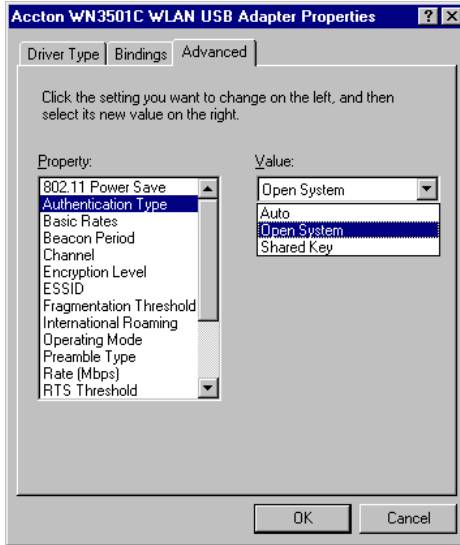 Accton WN3501C WLAN USB Adapter Properties
Driver Type
Bindings
Advanced
Click the setting you want to change on the left, and then
select its new value on the right.
Property:
802.11 Power Save
Authentication Type
Basic Rates
Beacon Period
Channel
Encryption Level
ESSID
Fragmentation Threshold
International Roaming
Operating Mode
Preamble Type
Rate (Mbps)
RTS Threshold
Value:
Open System
Auto
Open System
Shared Key
OK
Cancel